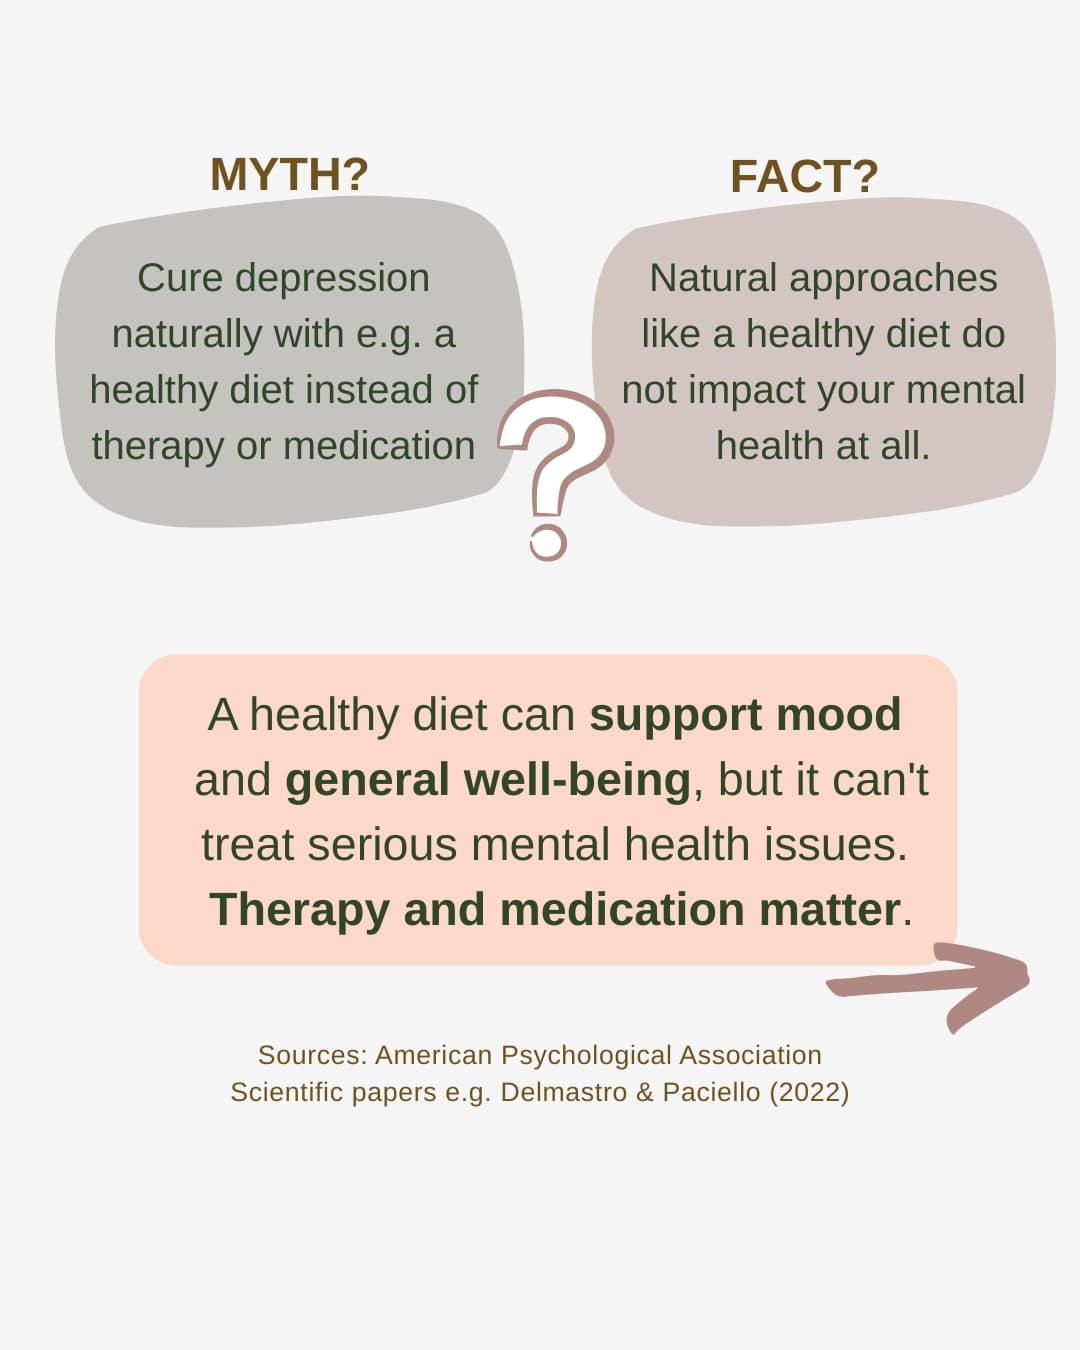 MYTH?
Cure depression
naturally with e.g. a
healthy diet instead of
therapy or medication
FACT?
Natural approaches
like a healthy diet do
not impact your mental
health at all.
?
A healthy diet can support mood
and general well-being, but it can't
treat serious mental health issues.
Therapy and medication matter.
Sources: American Psychological Association
Scientific papers e.g. Delmastro & Paciello (2022)